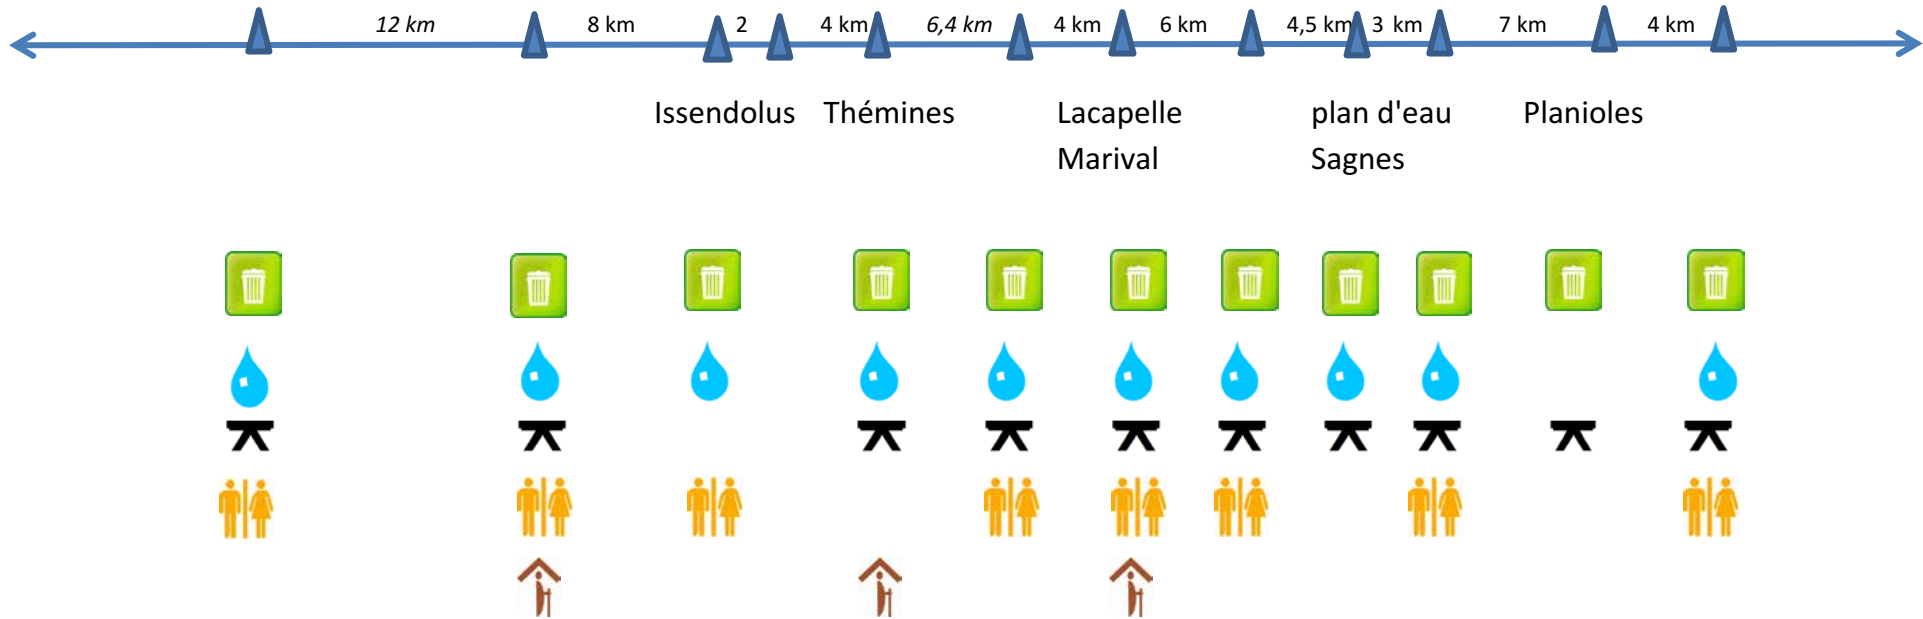 12 km 8 km 2 4 km 6,4 km 4 km 6 km 4,5 km 3 km 7 km 4 km
Issendolus Thémines Lacapelle plan d'eau Planioles
Marival Sagnes